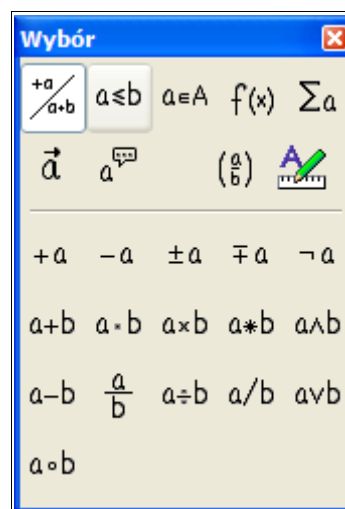 Wybór
+a/a+b a≤b a∈A f(x) Σa
a⃗ a (a/b) A
+a −a ±a ∓a ¬a
a+b a·b a×b a∗b a∧b
a−b a/b a÷b a/b a∨b
a∘b